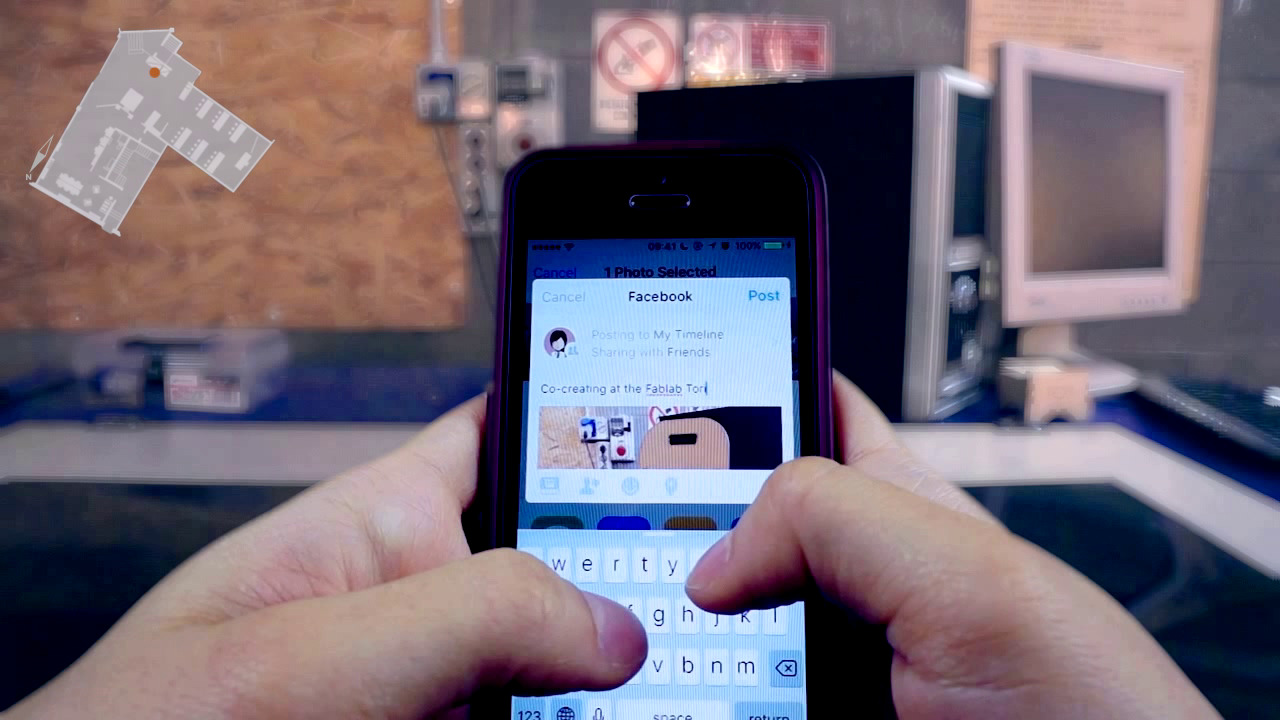 N
09:41 100%
Cancel 1 Photo Selected
Cancel Facebook Post
Posting to My Timeline
Sharing with Friends
Co-creating at the Fablab Tori
w e r t y
f g h j k l
v b n m
123 space return